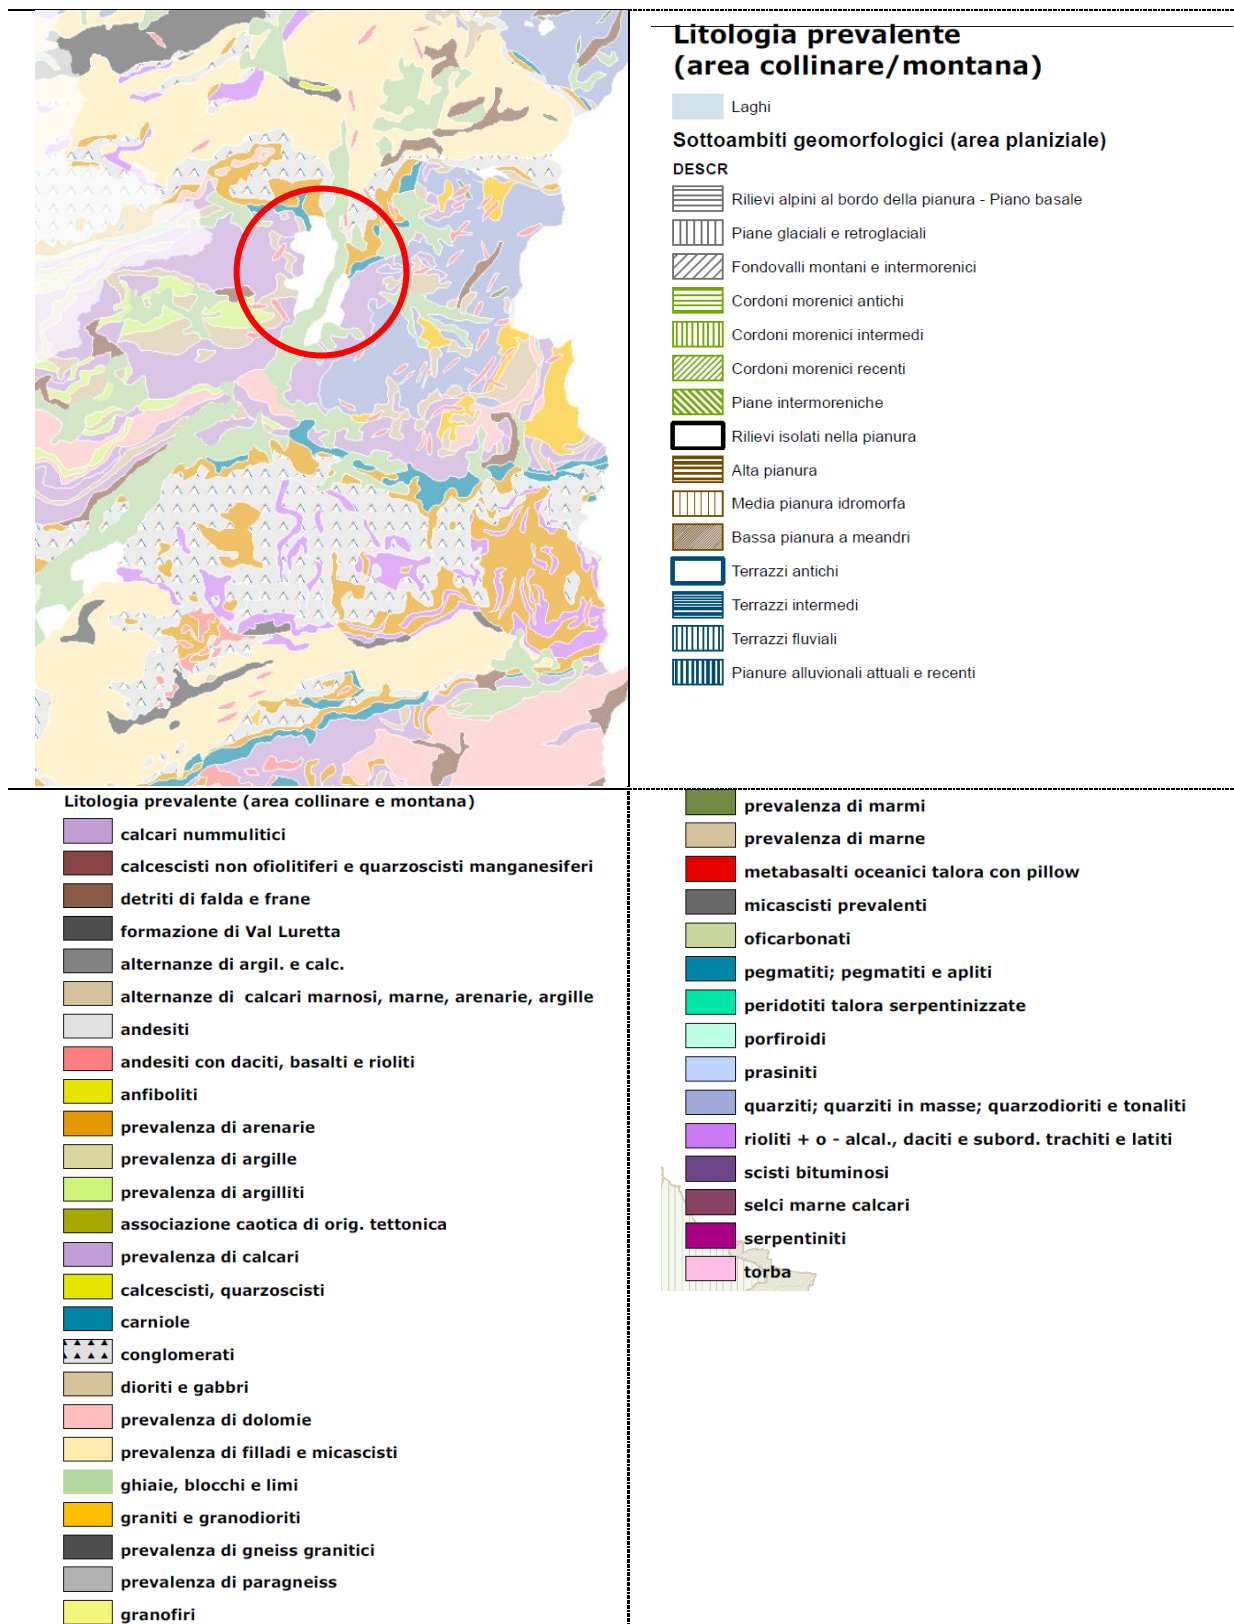 Litologia prevalente
(area collinare/montana)
Laghi
Sottoambiti geomorfologici (area planiziale)
DESCR
Rilievi alpini al bordo della pianura - Piano basale
Piane glaciali e retroglaciali
Fondovalli montani e intermorenici
Cordoni morenici antichi
Cordoni morenici intermedi
Cordoni morenici recenti
Piane intermoreniche
Rilievi isolati nella pianura
Alta pianura
Media pianura idromorfa
Bassa pianura a meandri
Terrazzi antichi
Terrazzi intermedi
Terrazzi fluviali
Pianure alluvionali attuali e recenti
Litologia prevalente (area collinare e montana)
calcari nummulitici
calcescisti non ofiolitiferi e quarzoscisti manganesiferi
detriti di falda e frane
formazione di Val Luretta
alternanze di argil. e calc.
alternanze di calcari marnosi, marne, arenarie, argille
andesiti
andesiti con daciti, basalti e rioliti
anfiboliti
prevalenza di arenarie
prevalenza di argille
prevalenza di argilliti
associazione caotica di orig. tettonica
prevalenza di calcari
calcescisti, quarzoscisti
carniole
conglomerati
dioriti e gabbri
prevalenza di dolomie
prevalenza di filladi e micascisti
ghiaie, blocchi e limi
graniti e granodioriti
prevalenza di gneiss granitici
prevalenza di paragneiss
granofiri
prevalenza di marmi
prevalenza di marne
metabasalti oceanici talora con pillow
micascisti prevalenti
oficarbonati
pegmatiti; pegmatiti e apliti
peridotiti talora serpentinizzate
porfiroidi
prasiniti
quarziti; quarziti in masse; quarzodioriti e tonaliti
rioliti + o - alcal., daciti e subord. trachiti e latiti
scisti bituminosi
selci marne calcari
serpentiniti
torba